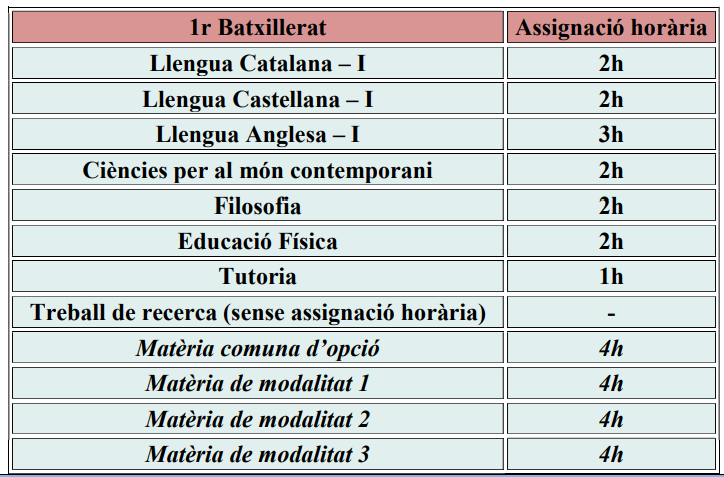 1r Batxillerat Assignació horària
Llengua Catalana – I 2h
Llengua Castellana – I 2h
Llengua Anglesa – I 3h
Ciències per al món contemporani 2h
Filosofia 2h
Educació Física 2h
Tutoria 1h
Treball de recerca (sense assignació horària) -
Matèria comuna d’opció 4h
Matèria de modalitat 1 4h
Matèria de modalitat 2 4h
Matèria de modalitat 3 4h